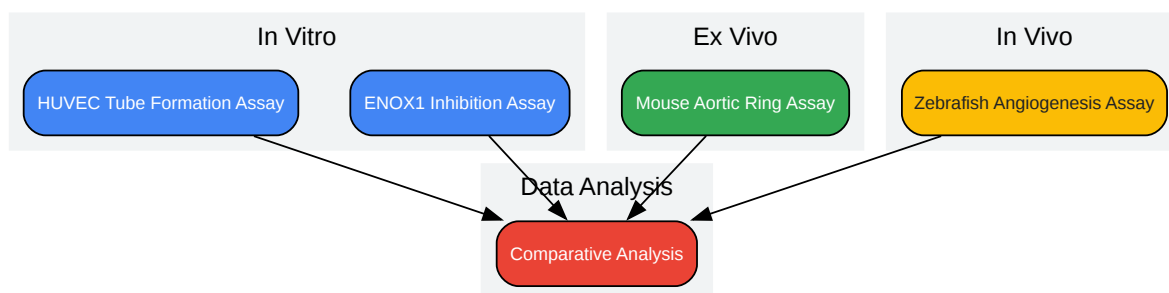 In Vitro
Ex Vivo
In Vivo
HUVEC Tube Formation Assay
ENOX1 Inhibition Assay
Mouse Aortic Ring Assay
Zebrafish Angiogenesis Assay
Data Analysis
Comparative Analysis